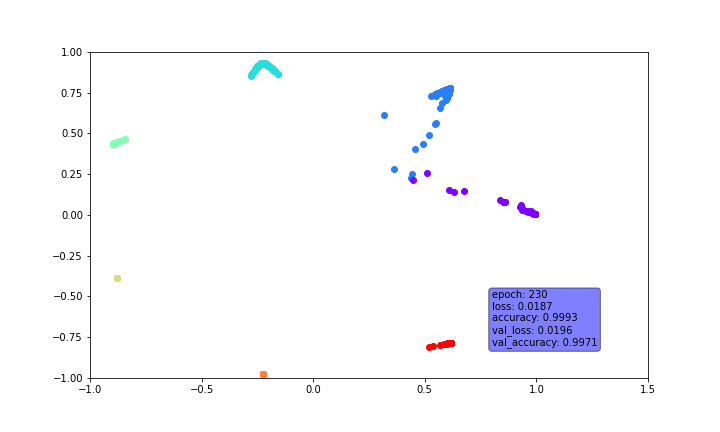 1.00
0.75
0.50
0.25
0.00
−0.25
−0.50
−0.75
−1.00
epoch: 230
loss: 0.0187
accuracy: 0.9993
val_loss: 0.0196
val_accuracy: 0.9971
−1.0 −0.5 0.0 0.5 1.0 1.5